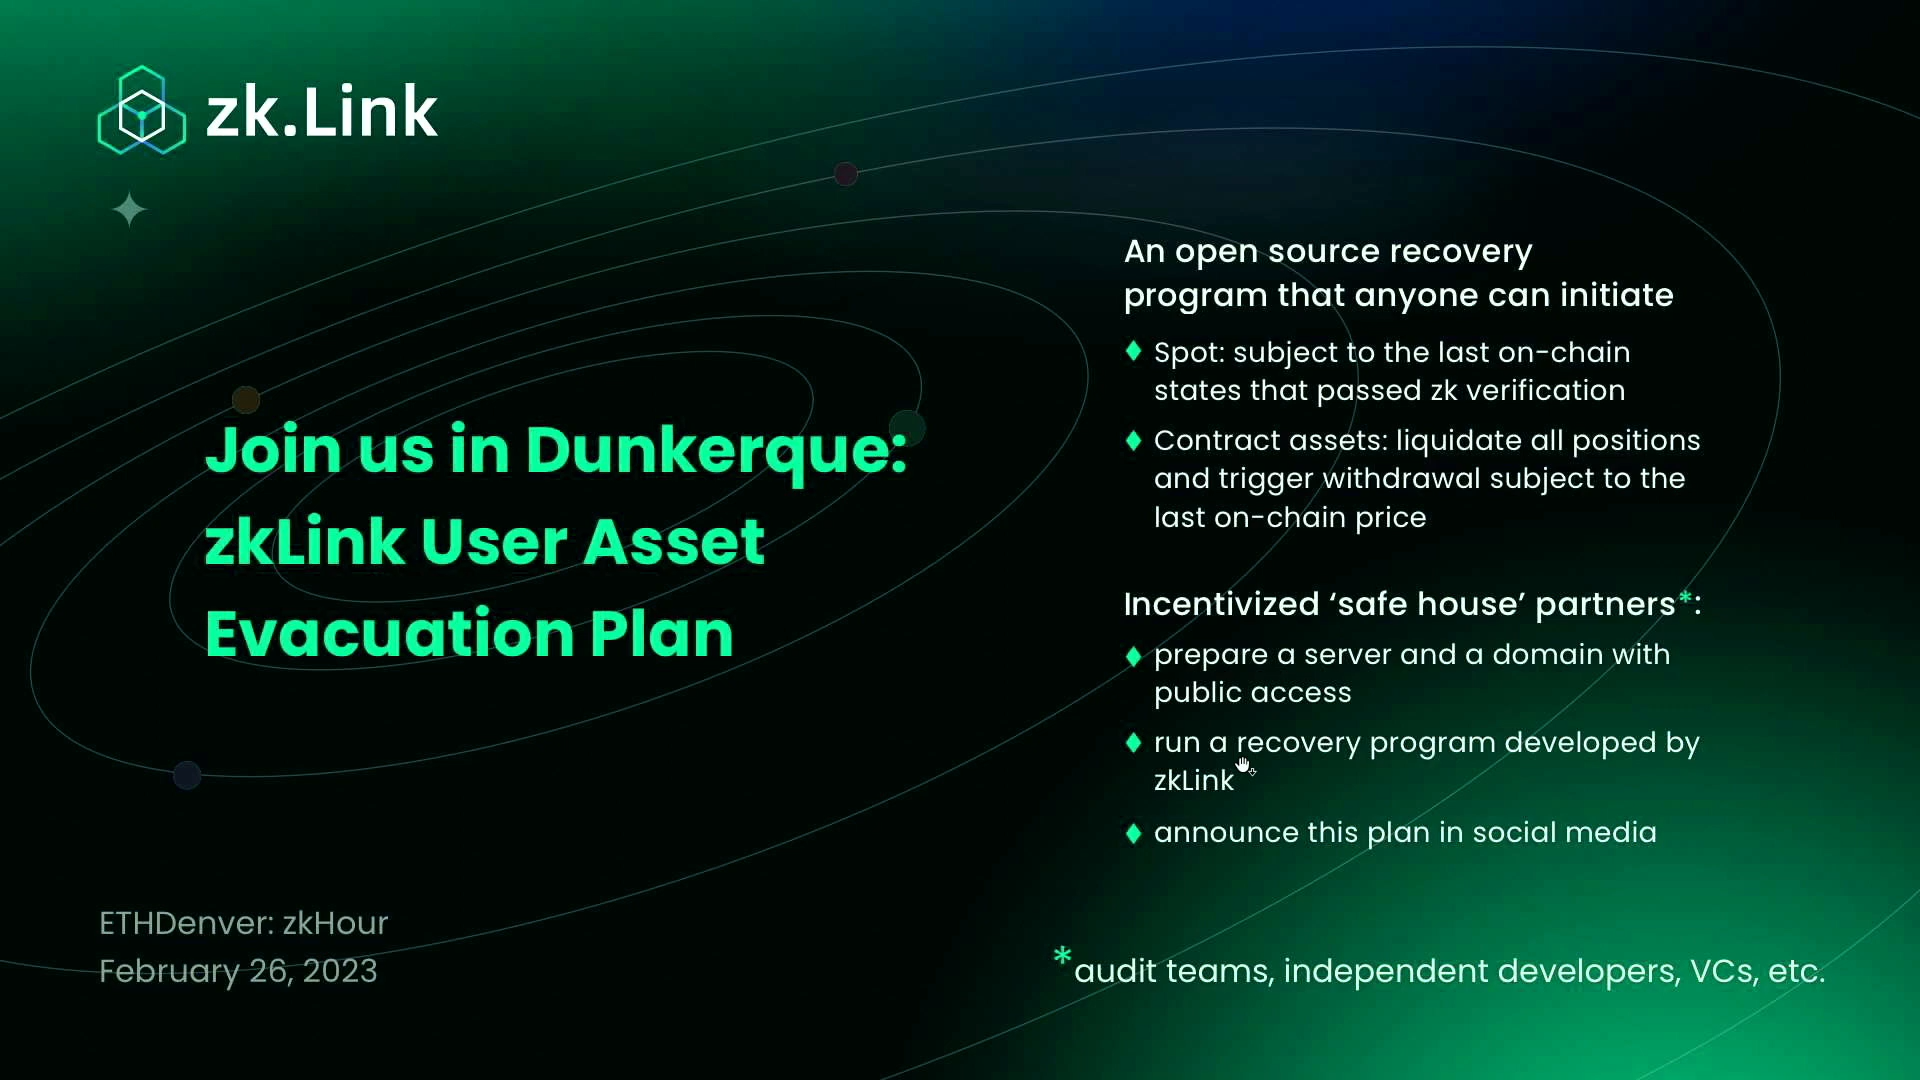 zk.Link
Join us in Dunkerque:
zkLink User Asset
Evacuation Plan
An open source recovery
program that anyone can initiate
Spot: subject to the last on-chain
states that passed zk verification
Contract assets: liquidate all positions
and trigger withdrawal subject to the
last on-chain price
Incentivized ‘safe house’ partners*:
prepare a server and a domain with
public access
run a recovery program developed by
zkLink
announce this plan in social media
ETHDenver: zkHour
February 26, 2023
*audit teams, independent developers, VCs, etc.